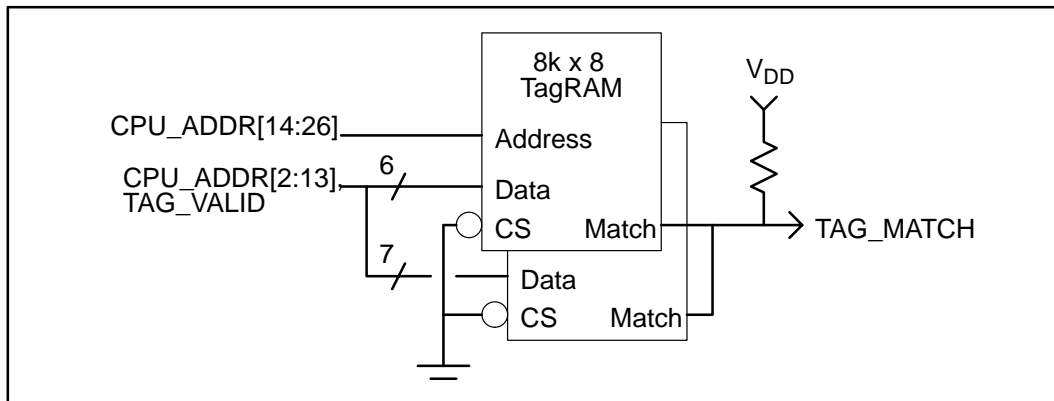 8k x 8
TagRAM
VDD
CPU_ADDR[14:26]
Address
CPU_ADDR[2:13],
TAG_VALID
6
Data
CS
Match
TAG_MATCH
7
Data
CS
Match